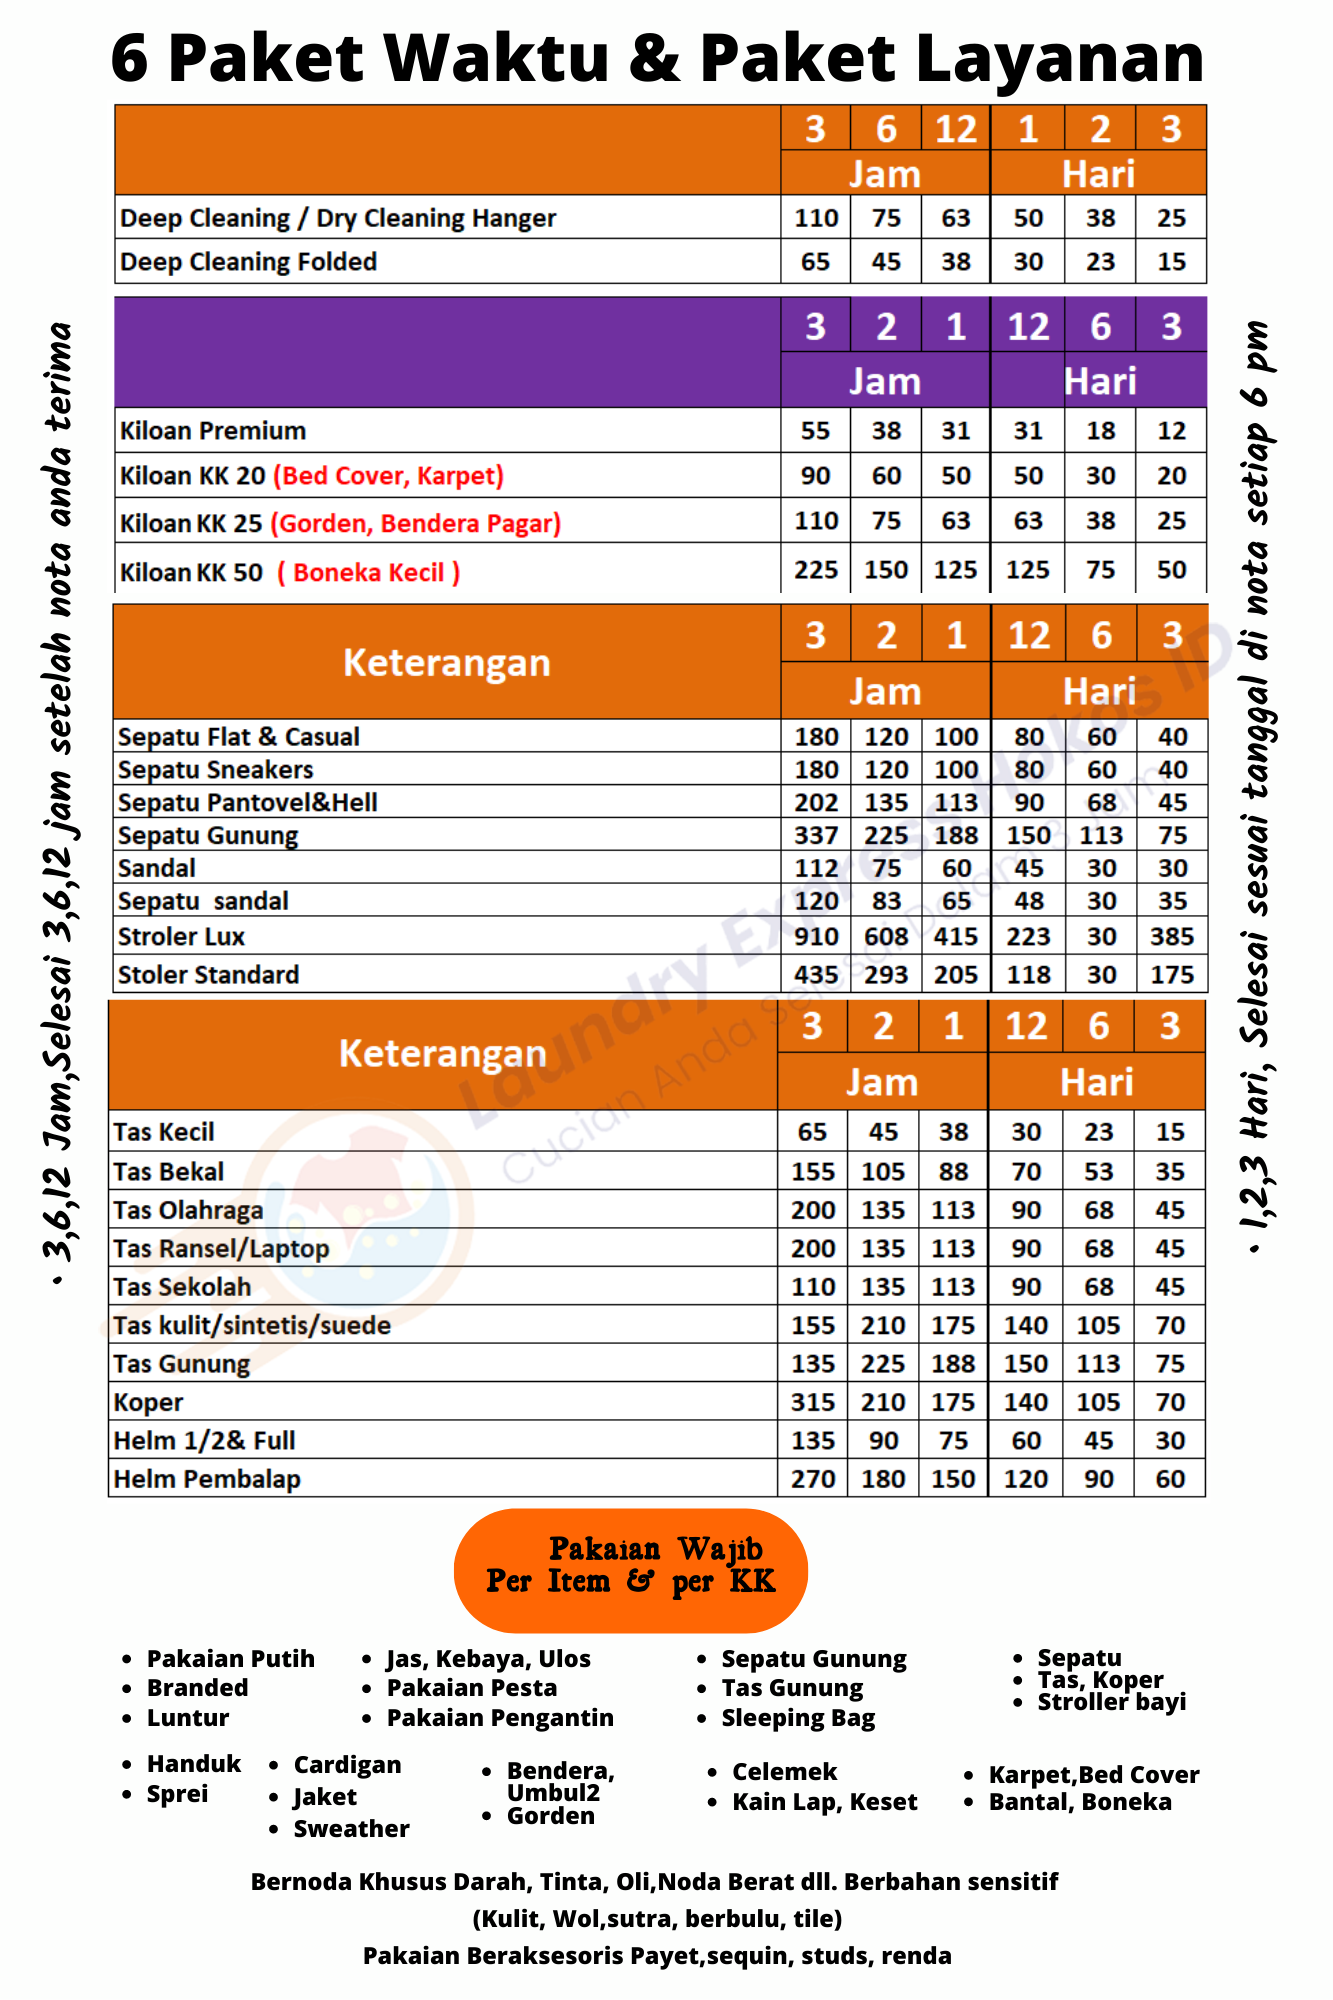 6 Paket Waktu & Paket Layanan
3 6 12 1 2 3
Jam Hari
Deep Cleaning / Dry Cleaning Hanger 110 75 63 50 38 25
Deep Cleaning Folded 65 45 38 30 23 15
3 2 1 12 6 3
Jam Hari
Kiloan Premium 55 38 31 31 18 12
Kiloan KK 20 (Bed Cover, Karpet) 90 60 50 50 30 20
Kiloan KK 25 (Gorden, Bendera Pagar) 110 75 63 63 38 25
Kiloan KK 50 ( Boneka Kecil ) 225 150 125 125 75 50
3 2 1 12 6 3
Keterangan
Jam Hari
Sepatu Flat & Casual 180 120 100 80 60 40
Sepatu Sneakers 180 120 100 80 60 40
Sepatu Pantovel&Hell 202 135 113 90 68 45
Sepatu Gunung 337 225 188 150 113 75
Sandal 112 75 60 45 30 30
Sepatu sandal 120 83 65 48 30 35
Stroler Lux 910 608 415 223 30 385
Stoler Standard 435 293 205 118 30 175
3 2 1 12 6 3
Keterangan
Jam Hari
Tas Kecil 65 45 38 30 23 15
Tas Bekal 155 105 88 70 53 35
Tas Olahraga 200 135 113 90 68 45
Tas Ransel/Laptop 200 135 113 90 68 45
Tas Sekolah 110 135 113 90 68 45
Tas kulit/sintetis/suede 155 210 175 140 105 70
Tas Gunung 135 225 188 150 113 75
Koper 315 210 175 140 105 70
Helm 1/2& Full 135 90 75 60 45 30
Helm Pembalap 270 180 150 120 90 60
Laundry Express Hokos ID
Cucian Anda Selesai Dalam 3 Jam
• 3,6,12 Jam,Selesai 3,6,12 jam setelah nota anda terima
• 1,2,3 Hari, Selesai sesuai tanggal di nota setiap 6 pm
Pakaian Wajib
Per Item & per KK
• Pakaian Putih
• Branded
• Luntur
• Jas, Kebaya, Ulos
• Pakaian Pesta
• Pakaian Pengantin
• Sepatu Gunung
• Tas Gunung
• Sleeping Bag
• Sepatu
• Tas, Koper
• Stroller bayi
• Handuk
• Sprei
• Cardigan
• Jaket
• Sweather
• Bendera,
Umbul2
• Gorden
• Celemek
• Kain Lap, Keset
• Karpet,Bed Cover
• Bantal, Boneka
Bernoda Khusus Darah, Tinta, Oli,Noda Berat dll. Berbahan sensitif
(Kulit, Wol,sutra, berbulu, tile)
Pakaian Beraksesoris Payet,sequin, studs, renda